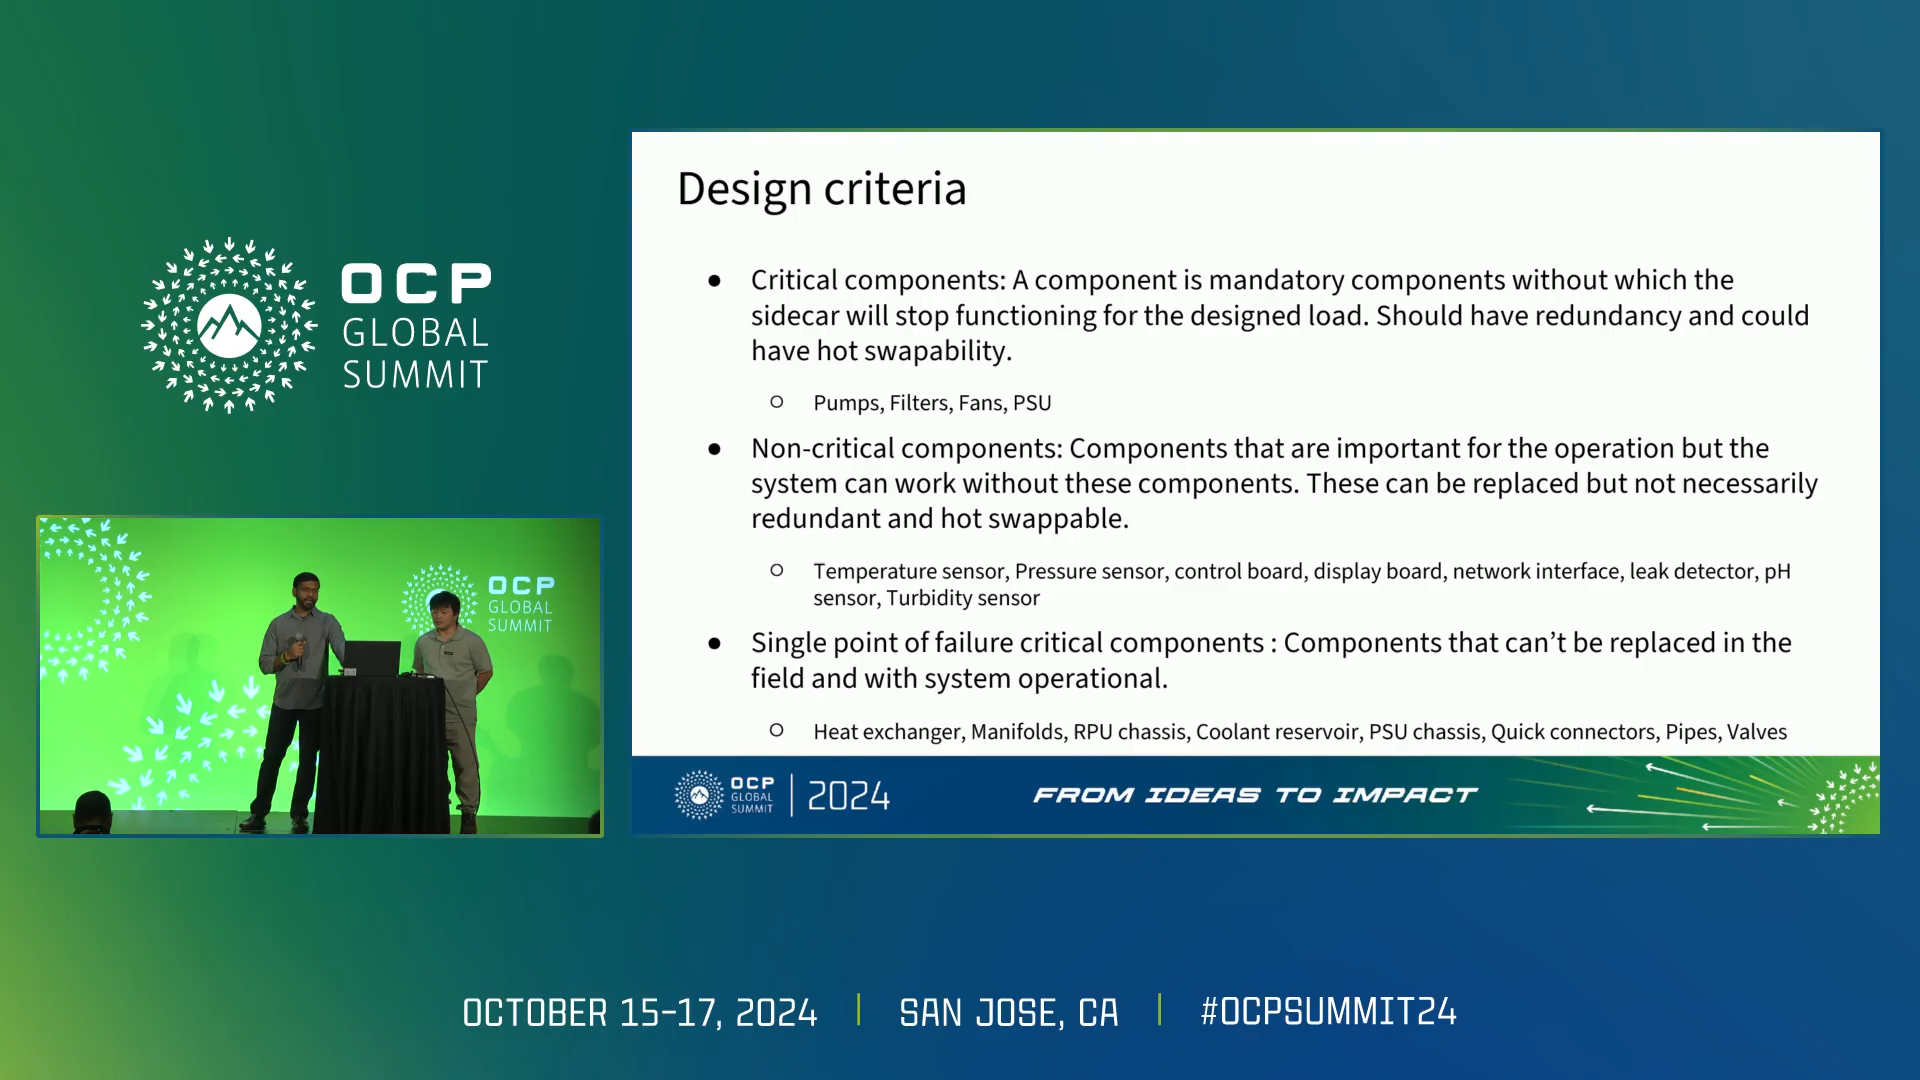 OCP
GLOBAL
SUMMIT
OCP
GLOBAL
SUMMIT
Design criteria
● Critical components: A component is mandatory components without which the
sidecar will stop functioning for the designed load. Should have redundancy and could
have hot swapability.
○ Pumps, Filters, Fans, PSU
● Non-critical components: Components that are important for the operation but the
system can work without these components. These can be replaced but not necessarily
redundant and hot swappable.
○ Temperature sensor, Pressure sensor, control board, display board, network interface, leak detector, pH
sensor, Turbidity sensor
● Single point of failure critical components : Components that can’t be replaced in the
field and with system operational.
○ Heat exchanger, Manifolds, RPU chassis, Coolant reservoir, PSU chassis, Quick connectors, Pipes, Valves
OCP
GLOBAL
SUMMIT
2024
FROM IDEAS TO IMPACT
OCTOBER 15-17, 2024 | SAN JOSE, CA | #OCPSUMMIT24